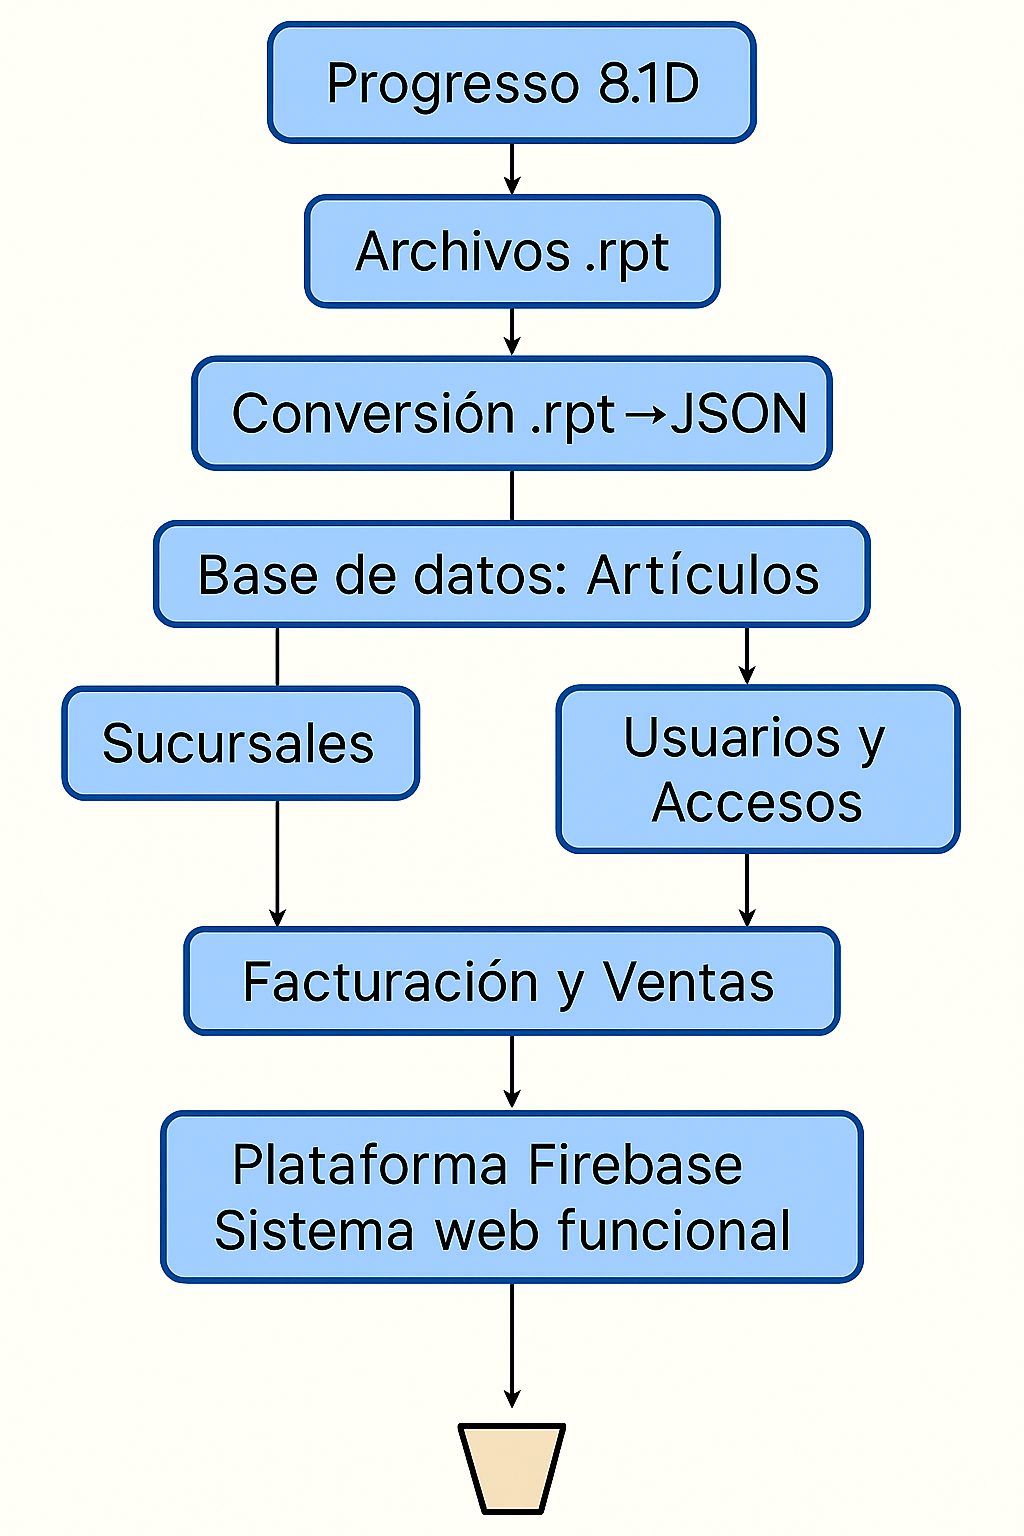 Progresso 8.1D
Archivos .rpt
Conversión .rpt→JSON
Base de datos: Artículos
Sucursales
Usuarios y
Accesos
Facturación y Ventas
Plataforma Firebase
Sistema web funcional